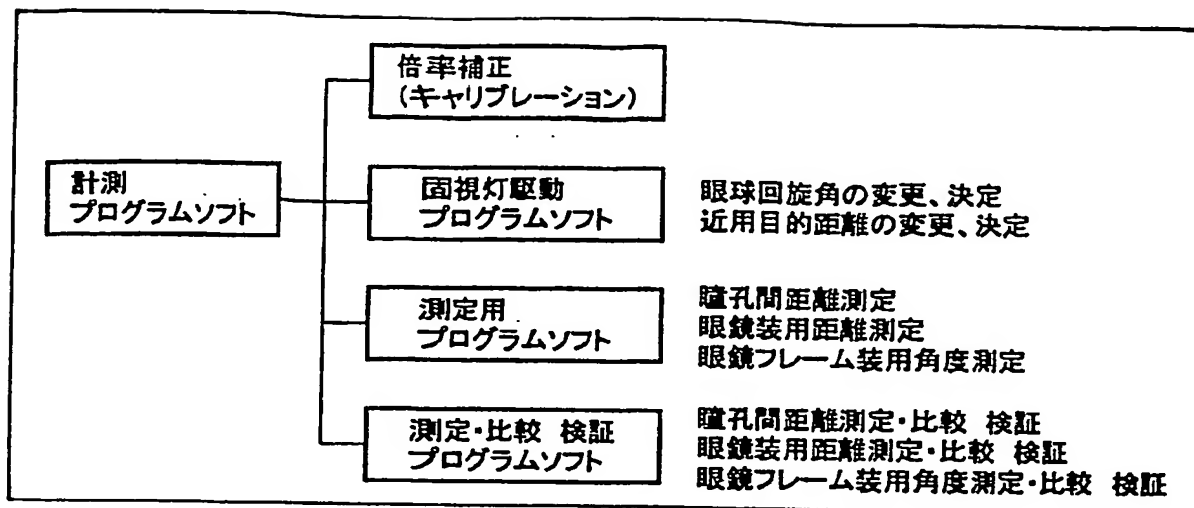 倍率補正
(キャリブレーション)
計測
プログラムソフト
固視灯駆動
プログラムソフト
眼球回旋角の変更、決定
近用目的距離の変更、決定
測定用
プログラムソフト
瞳孔間距離測定
眼鏡装用距離測定
眼鏡フレーム装用角度測定
測定・比較 検証
プログラムソフト
瞳孔間距離測定・比較 検証
眼鏡装用距離測定・比較 検証
眼鏡フレーム装用角度測定・比較 検証